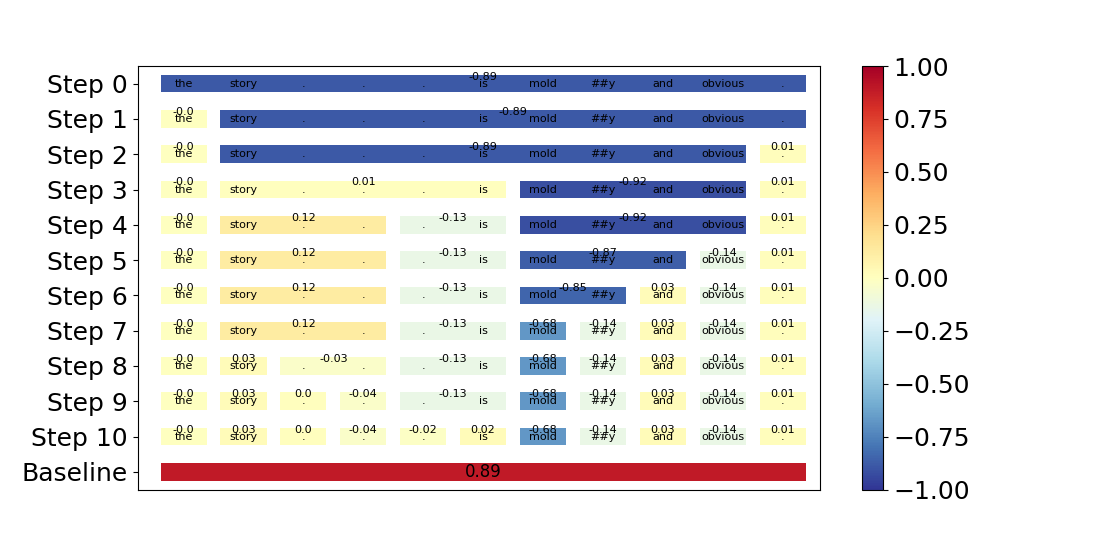 Step 0 the story . . . is mold ##y and obvious .
-0.89
Step 1 the story . . . is mold ##y and obvious .
-0.0 -0.89
Step 2 the story . . . is mold ##y and obvious .
-0.0 -0.89 0.01
Step 3 the story . . . is mold ##y and obvious .
-0.0 0.01 -0.92 0.01
Step 4 the story . . . is mold ##y and obvious .
-0.0 0.12 -0.13 -0.92 0.01
Step 5 the story . . . is mold ##y and obvious .
-0.0 0.12 -0.13 -0.87 -0.14 0.01
Step 6 the story . . . is mold ##y and obvious .
-0.0 0.12 -0.13 -0.85 0.03 -0.14 0.01
Step 7 the story . . . is mold ##y and obvious .
-0.0 0.12 -0.13 -0.68 -0.14 0.03 -0.14 0.01
Step 8 the story . . . is mold ##y and obvious .
-0.0 0.03 -0.03 -0.13 -0.68 -0.14 0.03 -0.14 0.01
Step 9 the story . . . is mold ##y and obvious .
-0.0 0.03 0.0 -0.04 -0.13 -0.68 -0.14 0.03 -0.14 0.01
Step 10 the story . . . is mold ##y and obvious .
-0.0 0.03 0.0 -0.04 -0.02 0.02 -0.68 -0.14 0.03 -0.14 0.01
Baseline 0.89
1.00
0.75
0.50
0.25
0.00
−0.25
−0.50
−0.75
−1.00